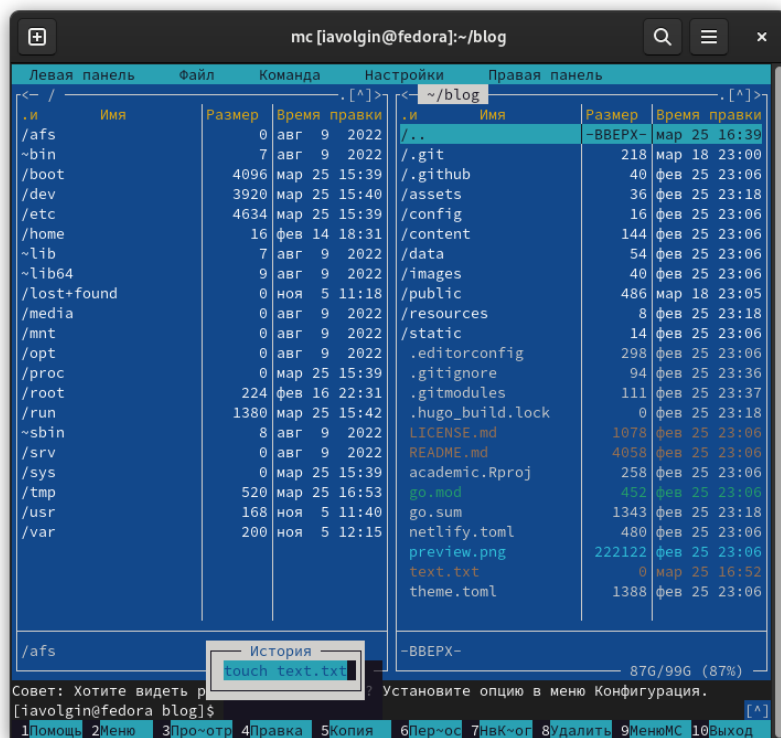 mc [iavolgin@fedora]:~/blog
Левая панель Файл Команда Настройки Правая панель
<─ / .[^]> <─ ~/blog .[^]>
.и Имя Размер Время правки .и Имя Размер Время правки
/afs 0 авг 9 2022 /.. -ВВЕРХ- мар 25 16:39
~bin 7 авг 9 2022 /.git 218 мар 18 23:00
/boot 4096 мар 25 15:39 /.github 40 фев 25 23:06
/dev 3920 мар 25 15:40 /assets 36 фев 25 23:18
/etc 4634 мар 25 15:39 /config 16 фев 25 23:06
/home 16 фев 14 18:31 /content 144 фев 25 23:06
~lib 7 авг 9 2022 /data 54 фев 25 23:06
~lib64 9 авг 9 2022 /images 40 фев 25 23:06
/lost+found 0 ноя 5 11:18 /public 486 мар 18 23:05
/media 0 авг 9 2022 /resources 8 фев 25 23:18
/mnt 0 авг 9 2022 /static 14 фев 25 23:06
/opt 0 авг 9 2022 .editorconfig 298 фев 25 23:06
/proc 0 мар 25 15:39 .gitignore 94 фев 25 23:36
/root 224 фев 16 22:31 .gitmodules 111 фев 25 23:37
/run 1380 мар 25 15:42 .hugo_build.lock 0 фев 25 23:18
~sbin 8 авг 9 2022 LICENSE.md 1078 фев 25 23:06
/srv 0 авг 9 2022 README.md 4058 фев 25 23:06
/sys 0 мар 25 15:39 academic.Rproj 258 фев 25 23:06
/tmp 520 мар 25 16:53 go.mod 452 фев 25 23:06
/usr 168 ноя 5 11:40 go.sum 1343 фев 25 23:18
/var 200 ноя 5 12:15 netlify.toml 480 фев 25 23:06
preview.png 222122 фев 25 23:06
text.txt 0 мар 25 16:52
theme.toml 1388 фев 25 23:06
/afs История -ВВЕРХ-
touch text.txt 87G/99G (87%)
Совет: Хотите видеть р ? Установите опцию в меню Конфигурация.
[iavolgin@fedora blog]$ [^]
1Помощь 2Меню 3Про~отр 4Правка 5Копия 6Пер~ос 7НвК~ог 8Удалить 9МенюMC 10Выход